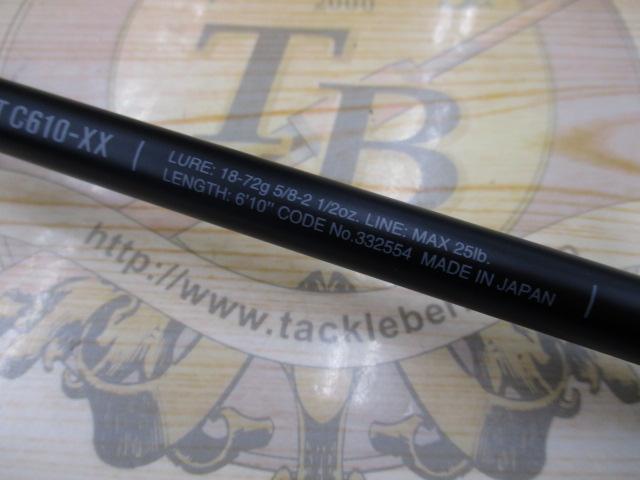 2000
TB
T C610-XX
LURE: 18-72g 5/8-2 1/2oz. LINE: MAX 25lb.
LENGTH: 6'10" CODE No.332554 MADE IN JAPAN
http://www.tackleber